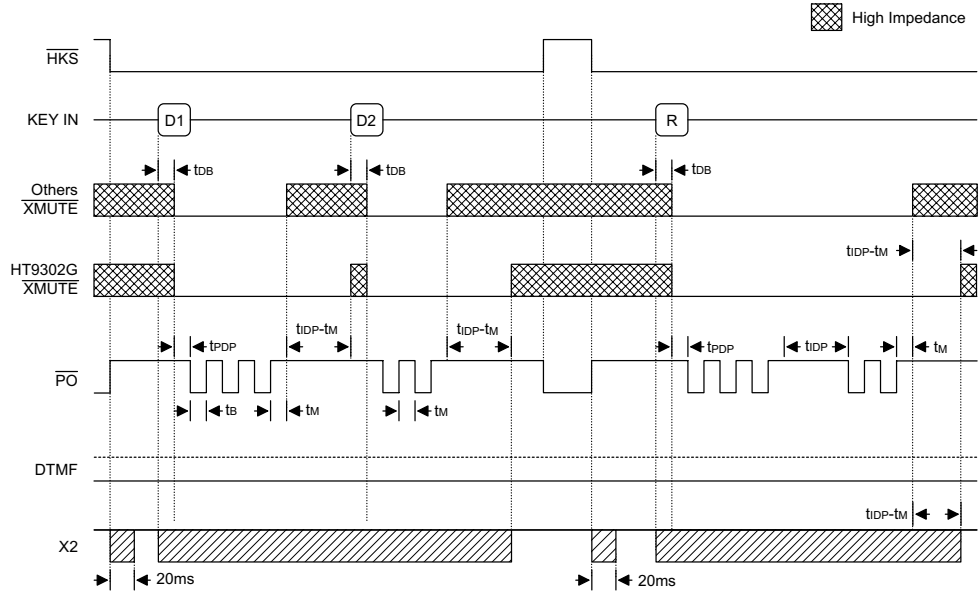 High Impedance
HKS
KEY IN
D1
D2
R
tDB
tDB
tDB
Others
XMUTE
tIDP-tM
HT9302G
XMUTE
tPDP
tIDP-tM
tIDP-tM
tPDP
tIDP
tM
PO
tB
tM
tM
DTMF
tIDP-tM
X2
20ms
20ms